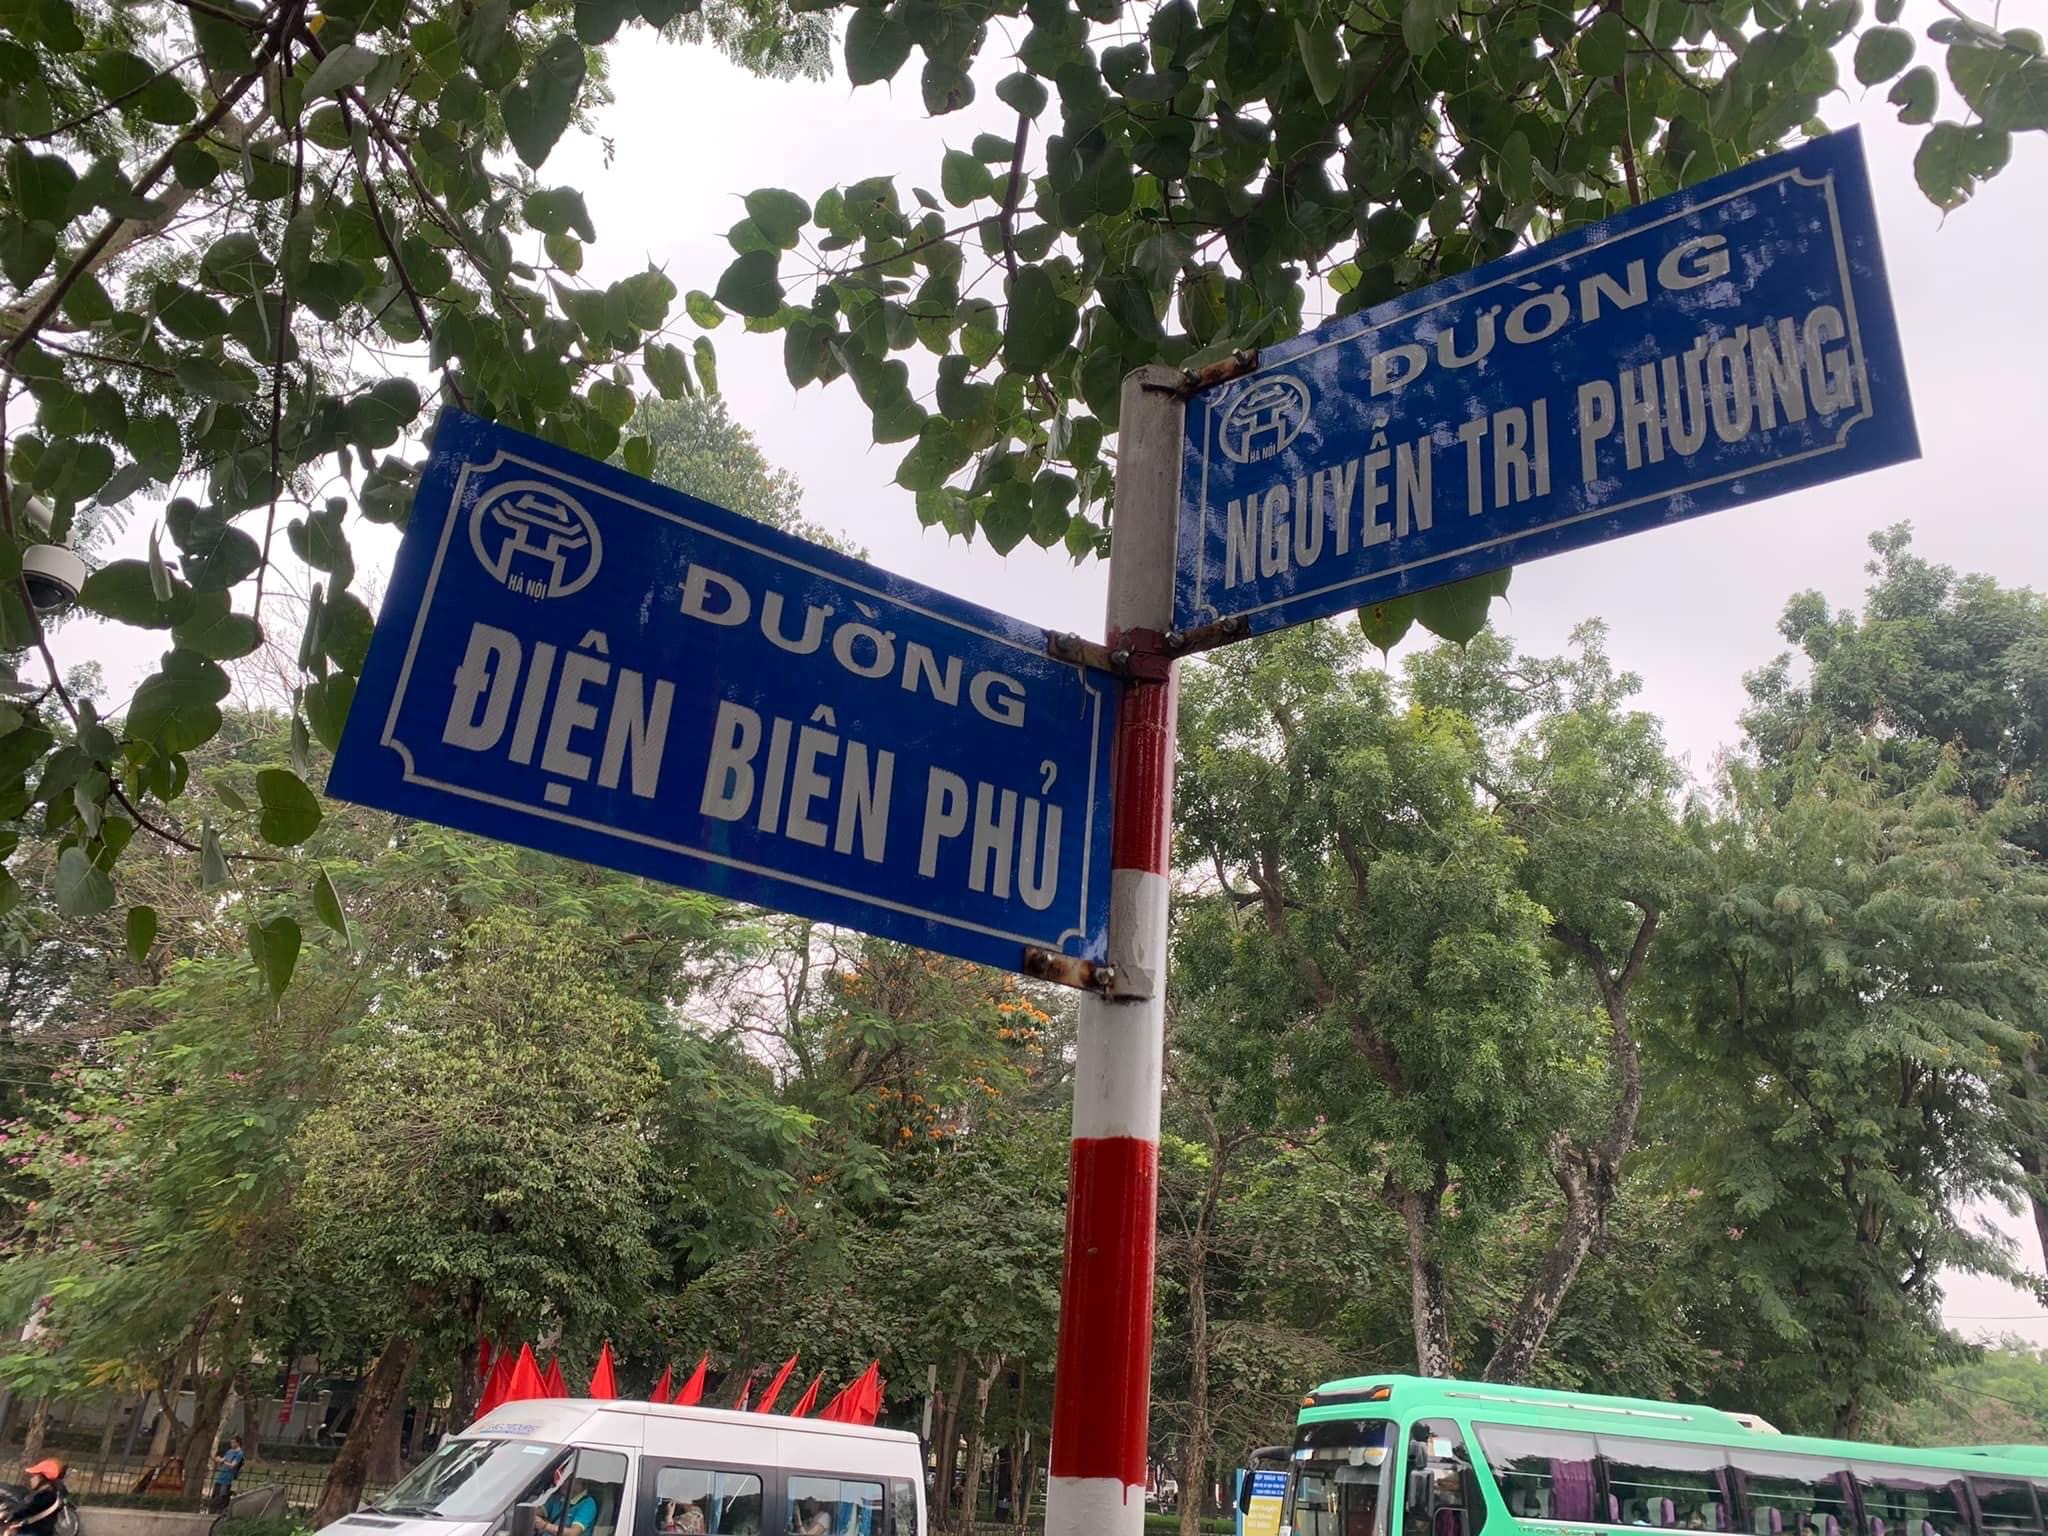 ĐƯỜNG
ĐIỆN BIÊN PHỦ
HÀ NỘI
ĐƯỜNG
NGUYỄN TRI PHƯƠNG
HÀ NỘI